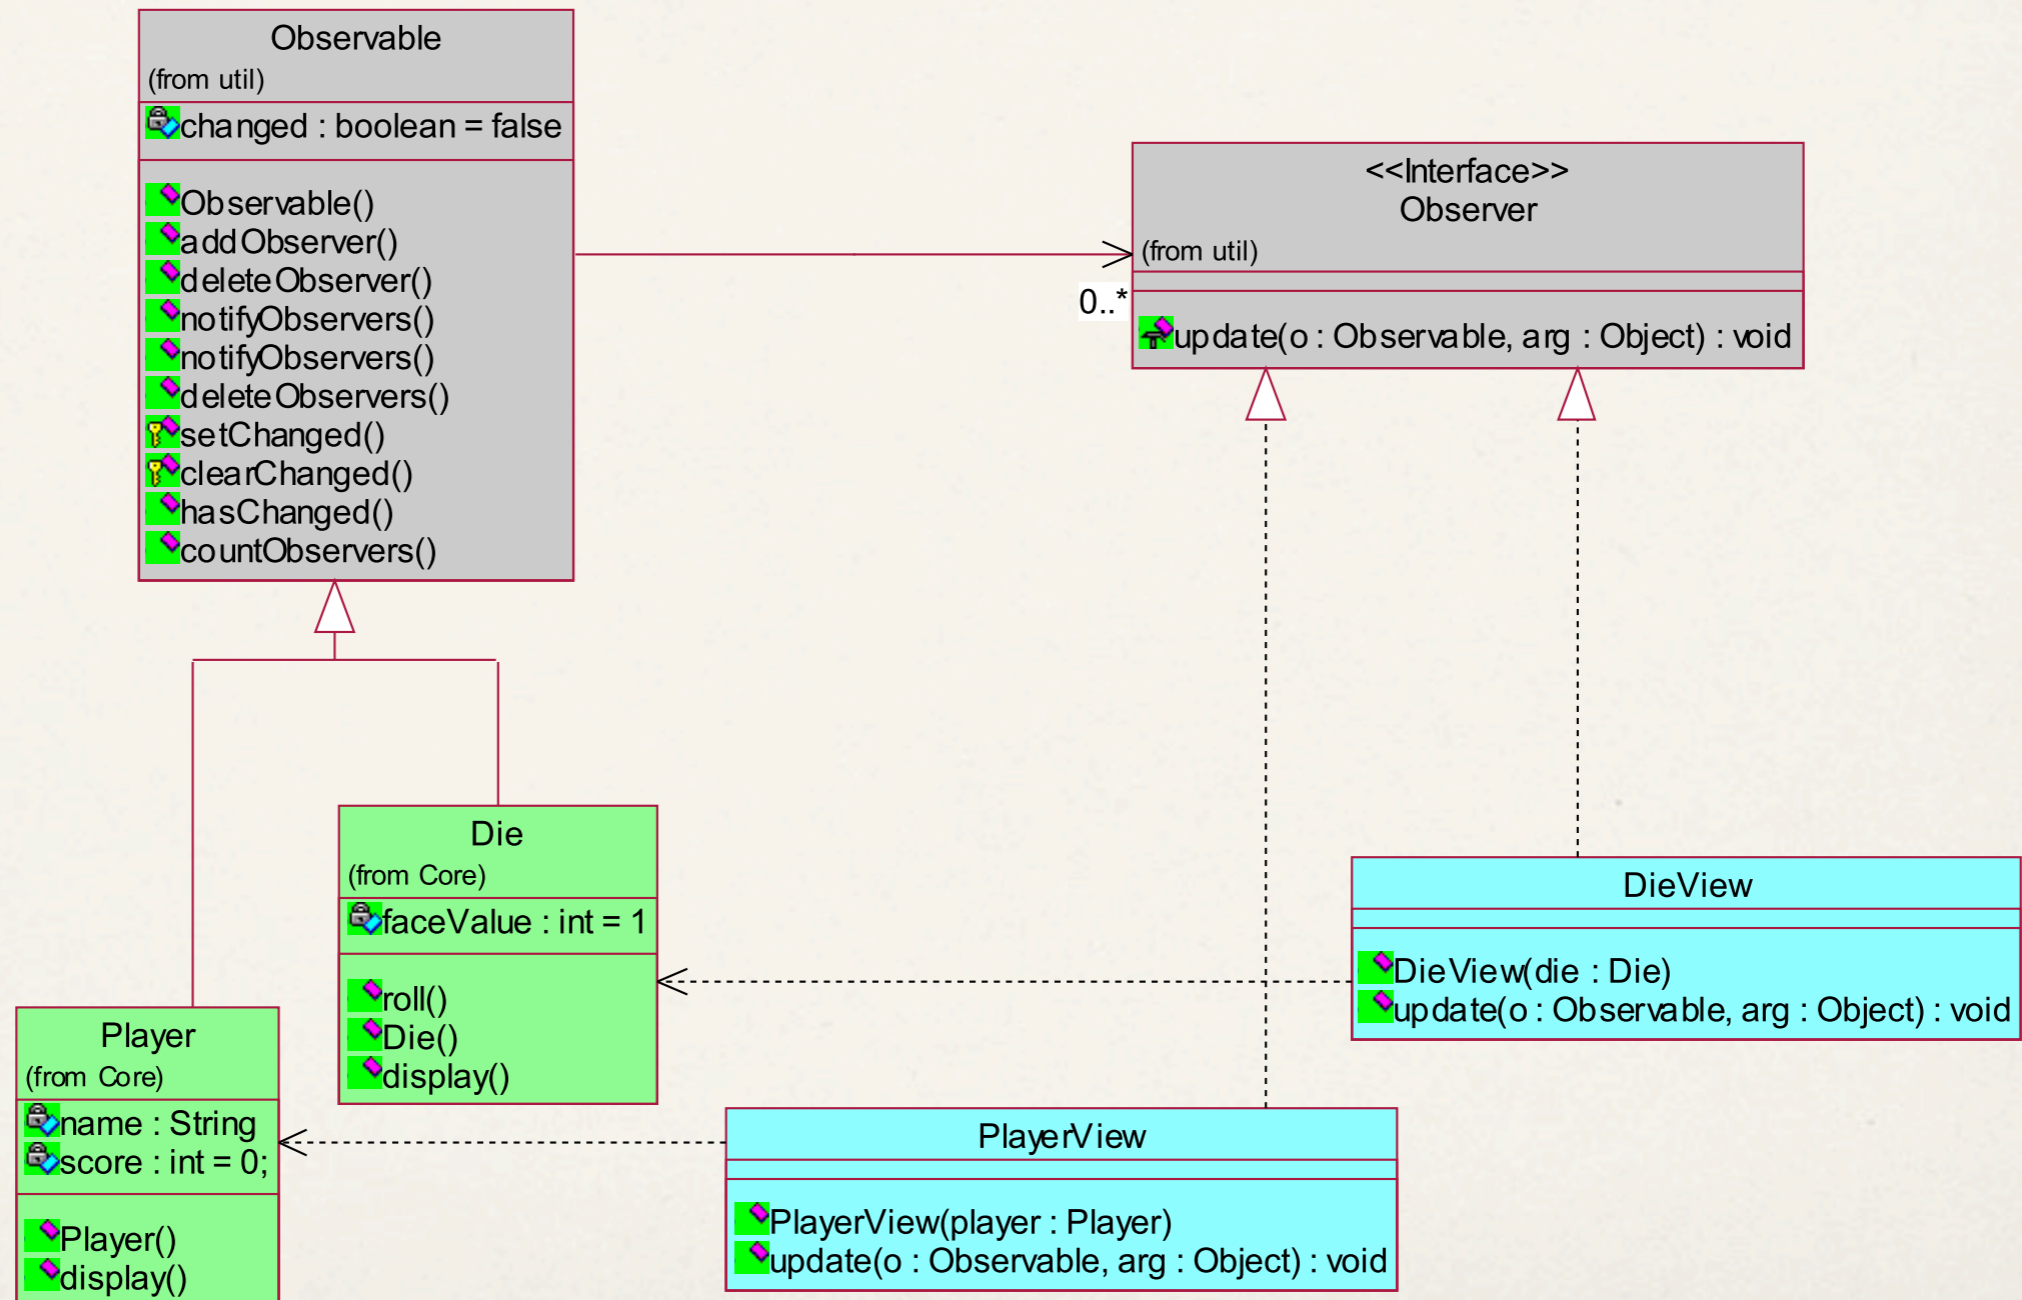 Observable
(from util)
changed : boolean = false
Observable()
addObserver()
deleteObserver()
notifyObservers()
notifyObservers()
deleteObservers()
setChanged()
clearChanged()
hasChanged()
countObservers()
<<Interface>>
Observer
(from util)
0..*
update(o : Observable, arg : Object) : void
Die
(from Core)
faceValue : int = 1
roll()
Die()
display()
DieView
DieView(die : Die)
update(o : Observable, arg : Object) : void
Player
(from Core)
name : String
score : int = 0;
Player()
display()
PlayerView
PlayerView(player : Player)
update(o : Observable, arg : Object) : void